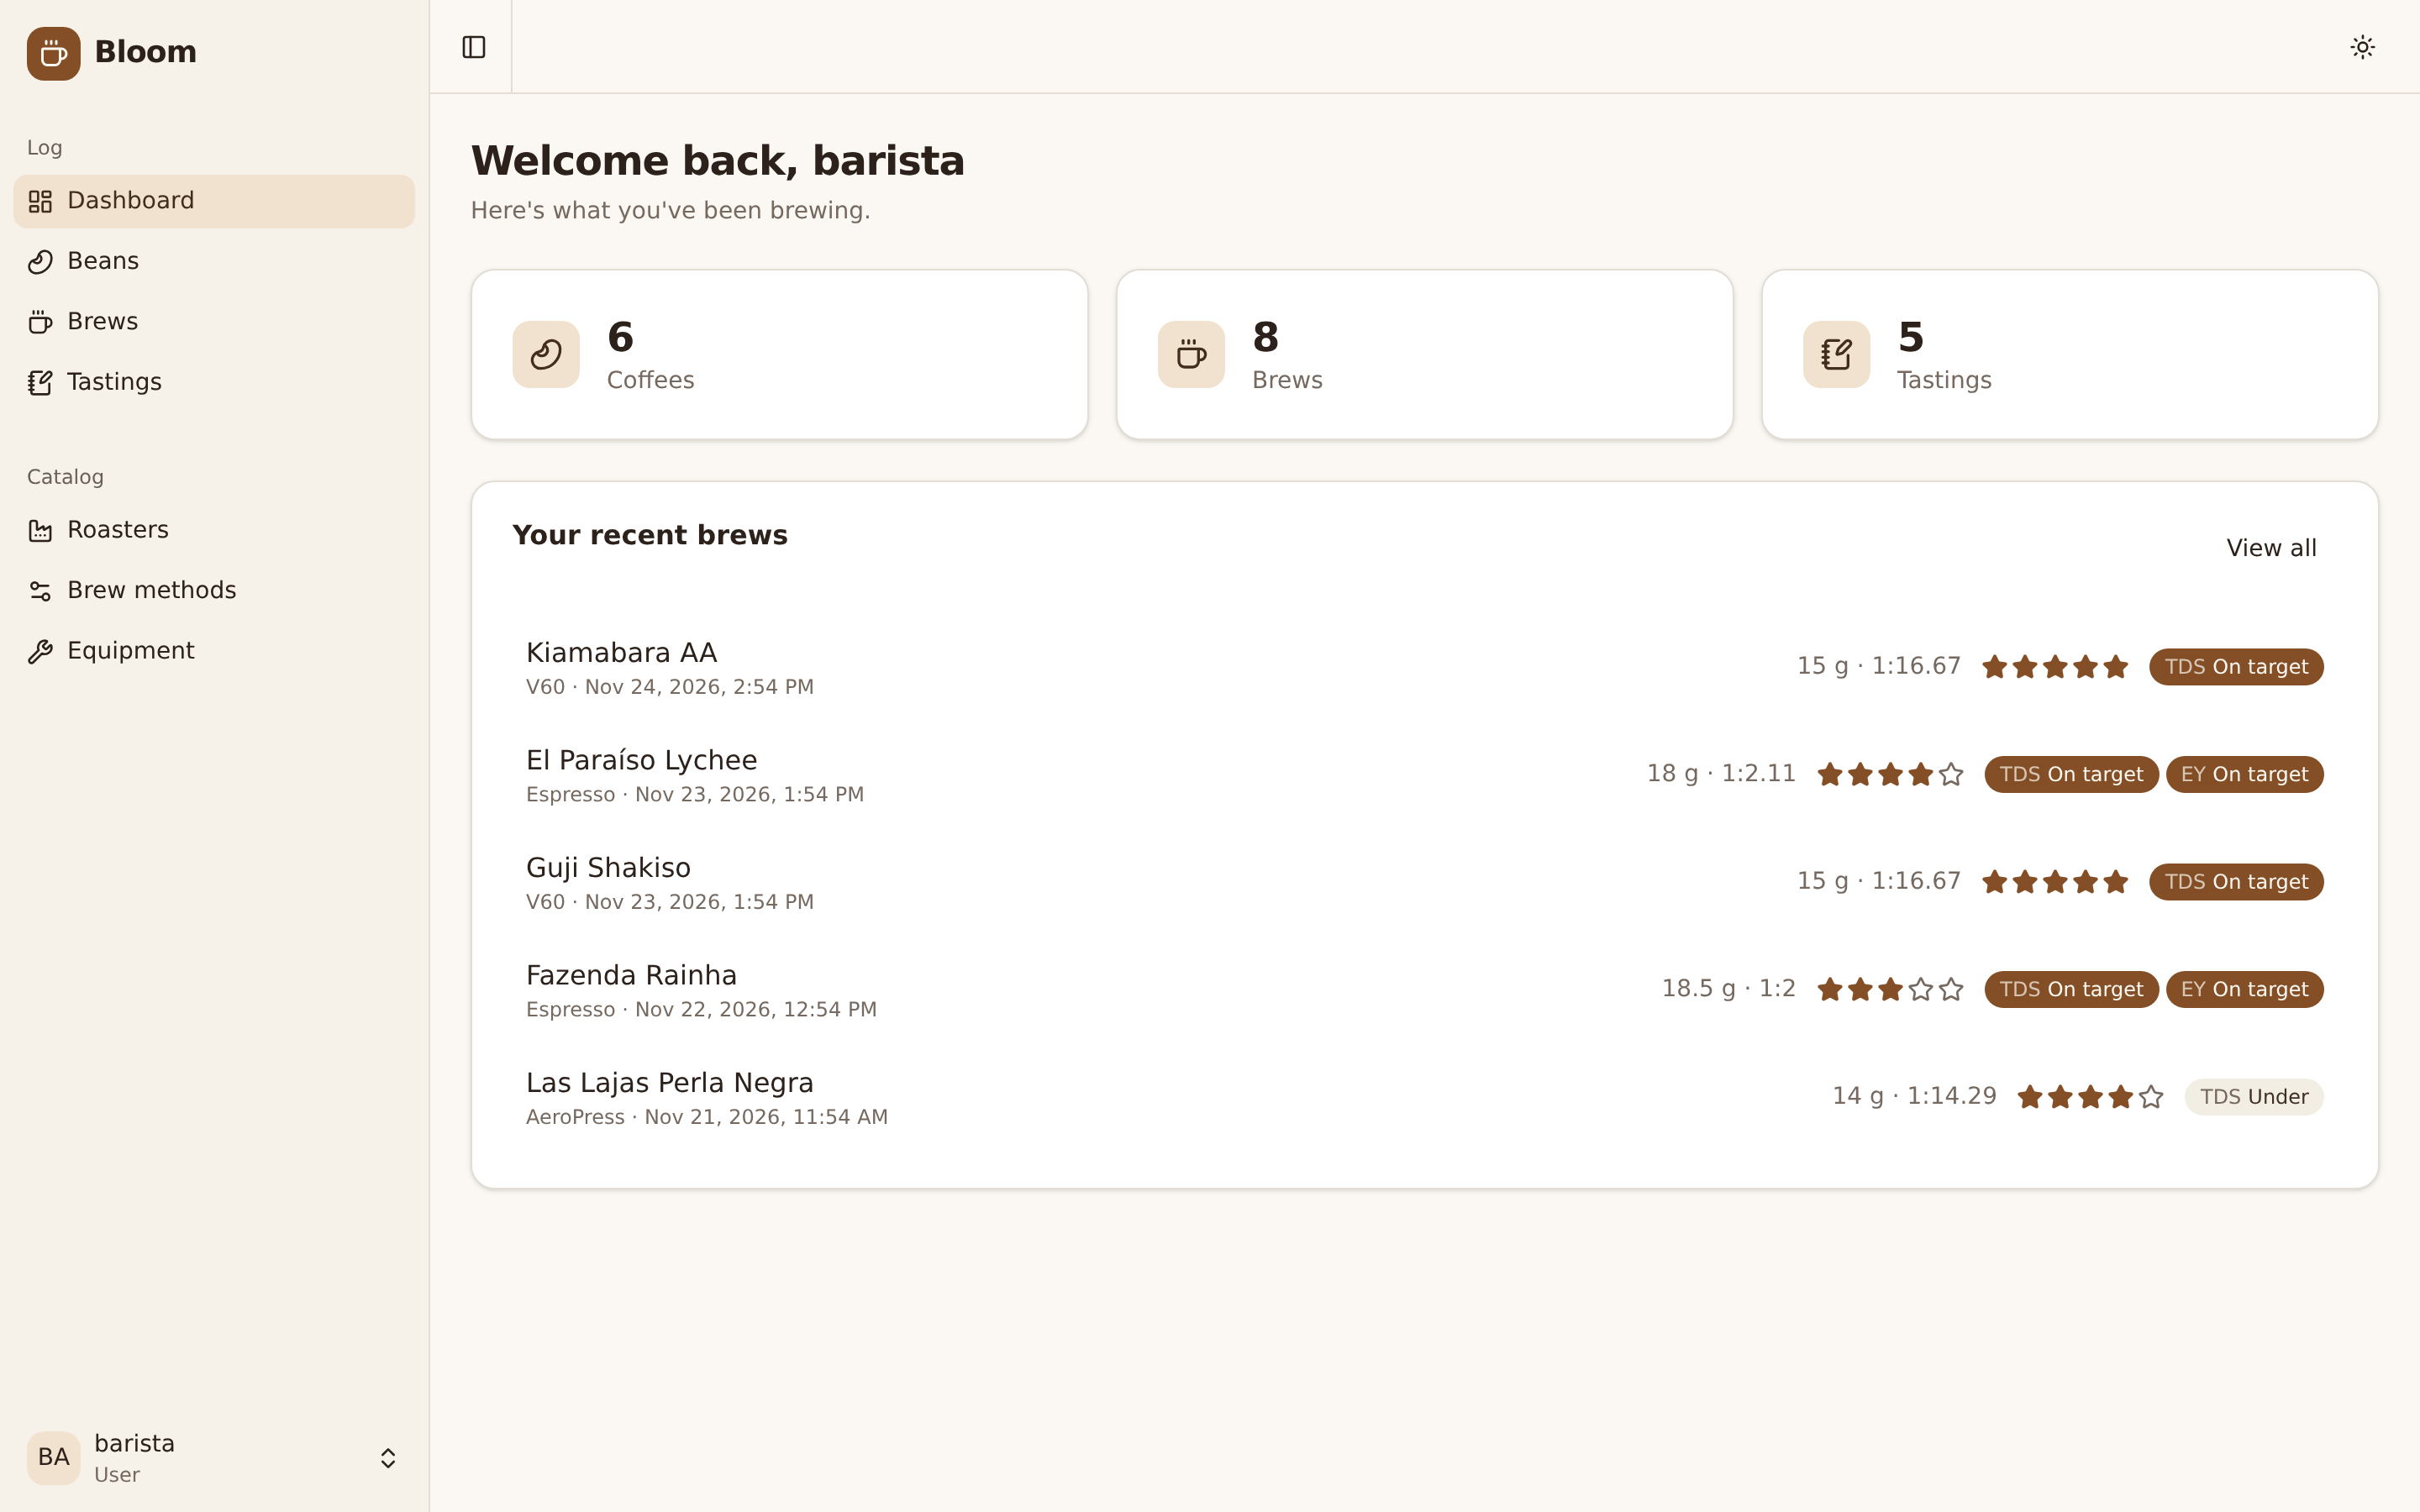 Bloom
Log
Dashboard
Beans
Brews
Tastings
Catalog
Roasters
Brew methods
Equipment
BA
barista
User
Welcome back, barista
Here's what you've been brewing.
6
Coffees
8
Brews
5
Tastings
Your recent brews
View all
Kiamabara AA
V60 · Nov 24, 2026, 2:54 PM
15 g · 1:16.67
TDS On target
El Paraíso Lychee
Espresso · Nov 23, 2026, 1:54 PM
18 g · 1:2.11
TDS On target
EY On target
Guji Shakiso
V60 · Nov 23, 2026, 1:54 PM
15 g · 1:16.67
TDS On target
Fazenda Rainha
Espresso · Nov 22, 2026, 12:54 PM
18.5 g · 1:2
TDS On target
EY On target
Las Lajas Perla Negra
AeroPress · Nov 21, 2026, 11:54 AM
14 g · 1:14.29
TDS Under